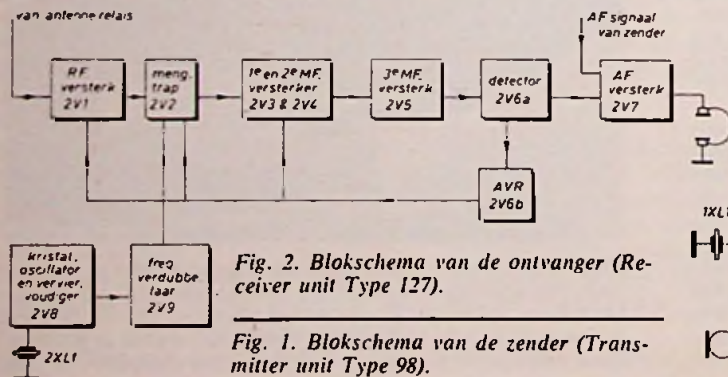 van antenne relais
AF signaal
van zender
RF.
versterk
2V1
meng.
trap
2V2
1e en 2e MF.
versterker
2V3 & 2V4
3e MF.
versterk
2V5
detector
2V6a
AF
versterk
2V7
AVR
2V6b
1XL1
kristal.
oscillator
en vervier,
voudiger
2V8
freq
verdubbe
laar
2V9
2XL1
Fig. 2. Blokschema van de ontvanger (Re-
ceiver unit Type 127).
Fig. 1. Blokschema van de zender (Trans-
mitter unit Type 98).